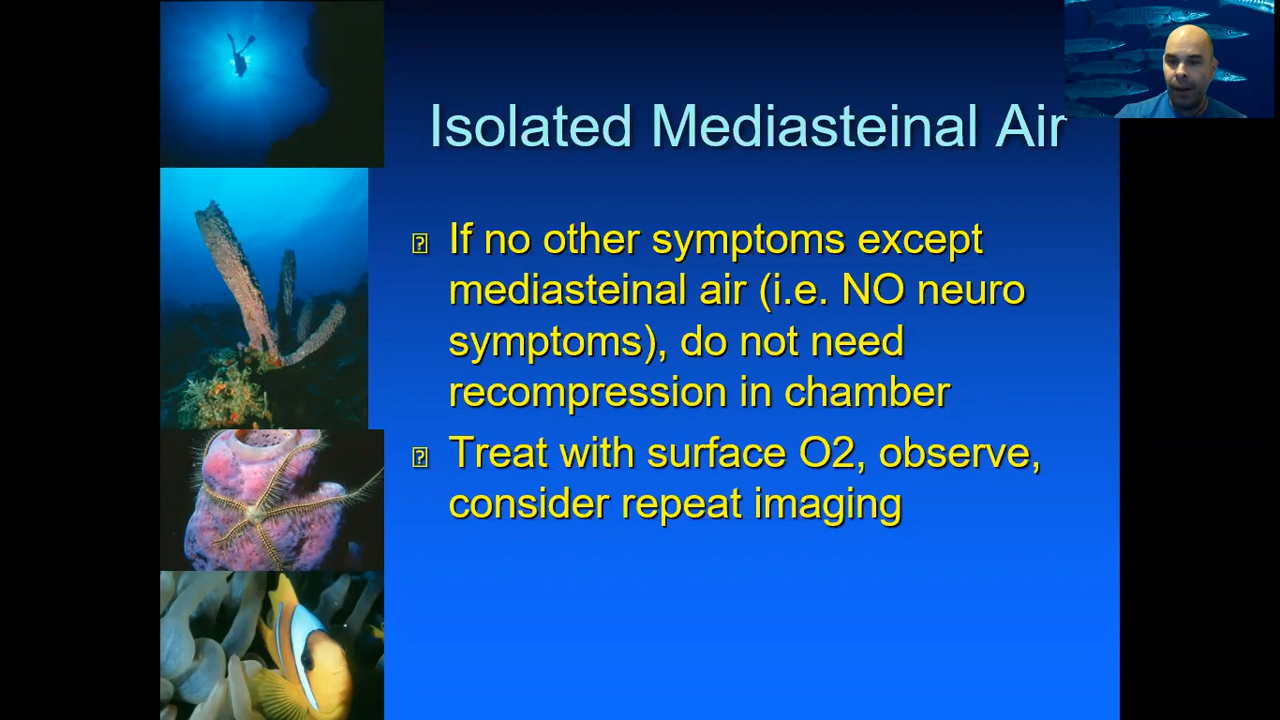 Isolated Mediasteinal Air
If no other symptoms except
mediasteinal air (i.e. NO neuro
symptoms), do not need
recompression in chamber
Treat with surface O2, observe,
consider repeat imaging